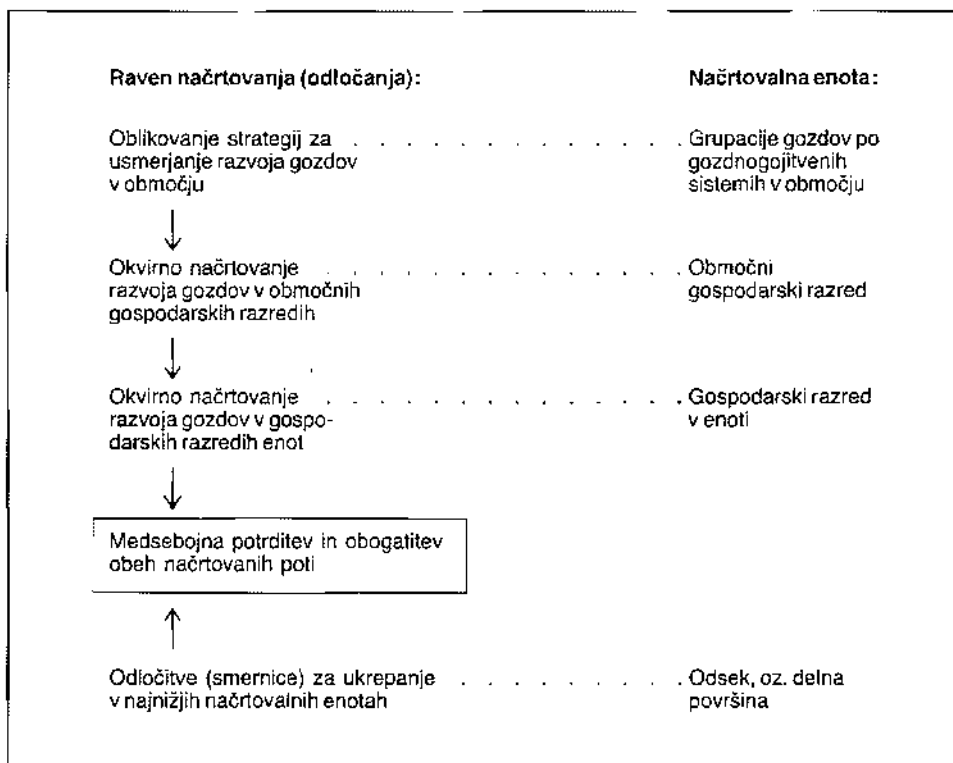 Raven načrtovanja (odločanja): Načrtovalna enota:
Oblikovanje strategij za . . . . . . . . . . . . . . Grupacije gozdov po
usmerjanje razvoja gozdov gozdnogojitvenih
v območju sistemih v območju
Okvirno načrtovanje . . . . . . . . . . . . . . Območni
razvoja gozdov v območnih gospodarski razred
gospodarskih razredih
Okvirno načrtovanje . . . . . . . . . . . . . . Gospodarski razred
razvoja gozdov v gospo- v enoti
darskih razredih enot
Medsebojna potrditev in obogatitev
obeh načrtovanih poti
Odločitve (smernice) za ukrepanje . . . . . . . . . Odsek, oz. delna
v najnižjih načrtovalnih enotah površina